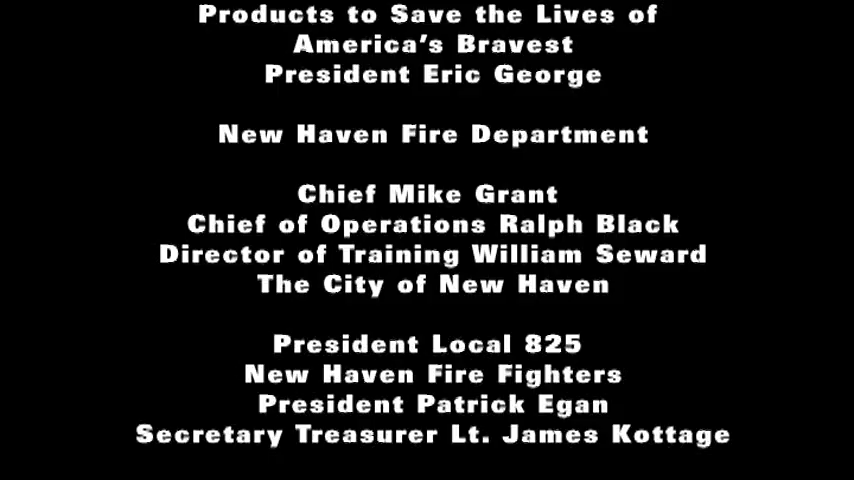 Products to Save the Lives of
America's Bravest
President Eric George
New Haven Fire Department
Chief Mike Grant
Chief of Operations Ralph Black
Director of Training William Seward
The City of New Haven
President Local 825
New Haven Fire Fighters
President Patrick Egan
Secretary Treasurer Lt. James Kottage